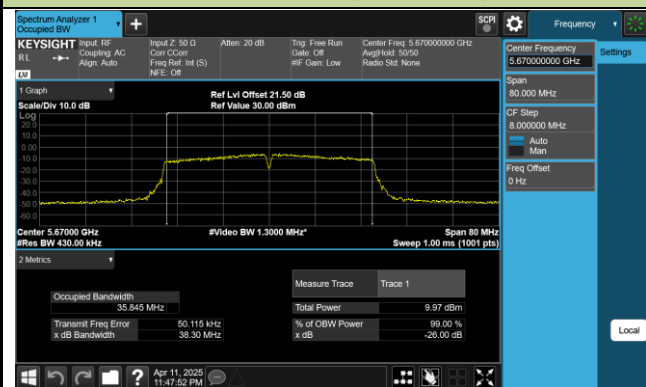 Spectrum Analyzer 1
Occupied BW
SCPI
Frequency
KEYSIGHT
Input: RF
Coupling: AC
Align: Auto
RL
LXI
Input Z: 50 Ω
Corr CCorr
Freq Ref: Int (S)
NFE: Off
Atten: 20 dB
Trig: Free Run
Gate: Off
#IF Gain: Low
Center Freq: 5.670000000 GHz
Avg|Hold: 50/50
Radio Std: None
1 Graph
Scale/Div 10.0 dB
Ref Lvl Offset 21.50 dB
Ref Value 30.00 dBm
Log
20.0
10.0
0.00
-10.0
-20.0
-30.0
-40.0
-50.0
-60.0
Center 5.67000 GHz
#Res BW 430.00 kHz
#Video BW 1.3000 MHz*
Span 80 MHz
Sweep 1.00 ms (1001 pts)
2 Metrics
Measure Trace
Trace 1
Occupied Bandwidth
35.845 MHz
Total Power
9.97 dBm
Transmit Freq Error
50.115 kHz
% of OBW Power
99.00 %
x dB Bandwidth
38.30 MHz
x dB
-26.00 dB
Center Frequency
5.670000000 GHz
Settings
Span
80.000 MHz
CF Step
8.000000 MHz
Auto
Man
Freq Offset
0 Hz
Local
?
Apr 11, 2025
11:47:52 PM